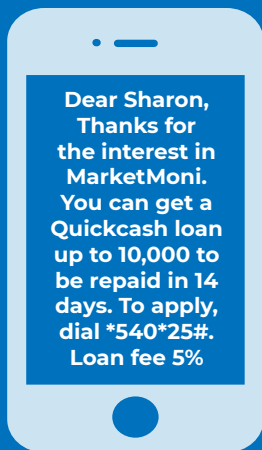 Dear Sharon,
Thanks for
the interest in
MarketMoni.
You can get a
Quickcash loan
up to 10,000 to
be repaid in 14
days. To apply,
dial *540*25#.
Loan fee 5%